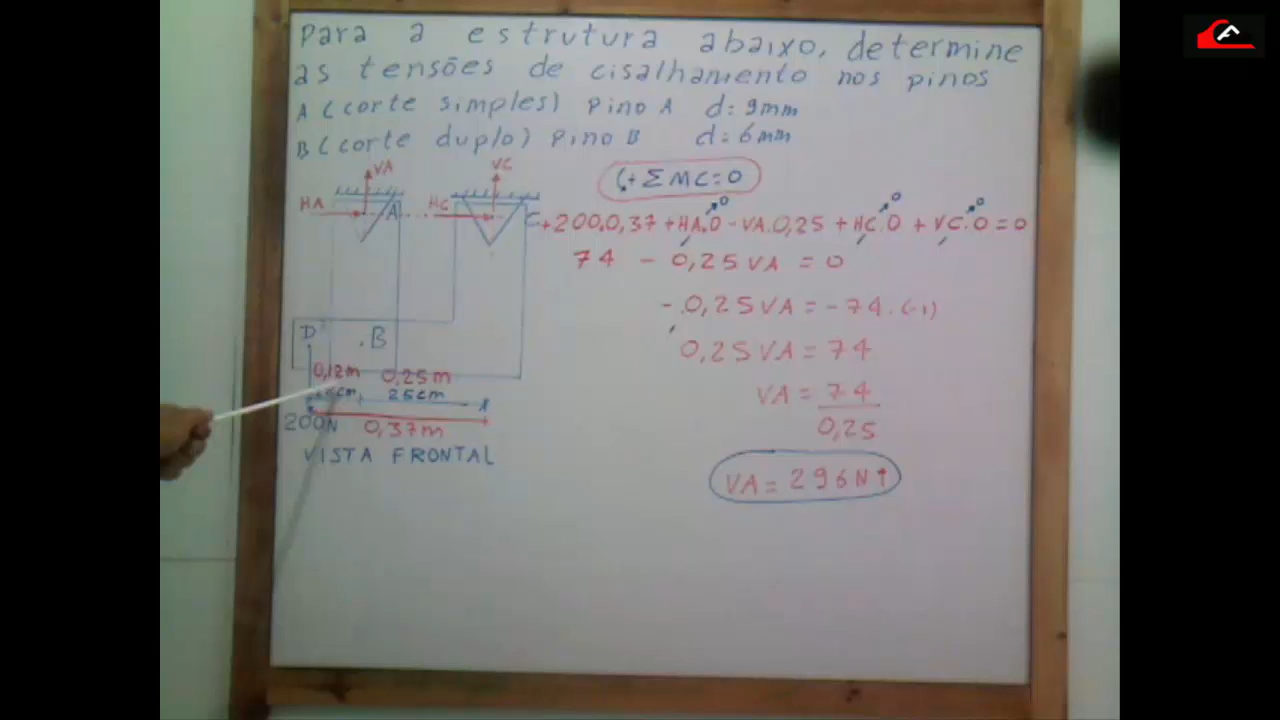 para a estrutura abaixo, determine
as tensões de cisalhamento nos pinos
A (corte simples) pino A d=9mm
B (corte duplo) pino B d=6mm
VA
VC
HA
A
HC
C
D
B
0,12m 0,25m
25cm
200N 0,37m
VISTA FRONTAL
(+ ΣMC=0
0 0 0
+200.0,37 + HA.0 - VA.0,25 + HC.0 + VC.0 = 0
74 - 0,25 VA = 0
- 0,25 VA = - 74 . (-1)
0,25 VA = 74
VA = 74
0,25
VA = 296N↑